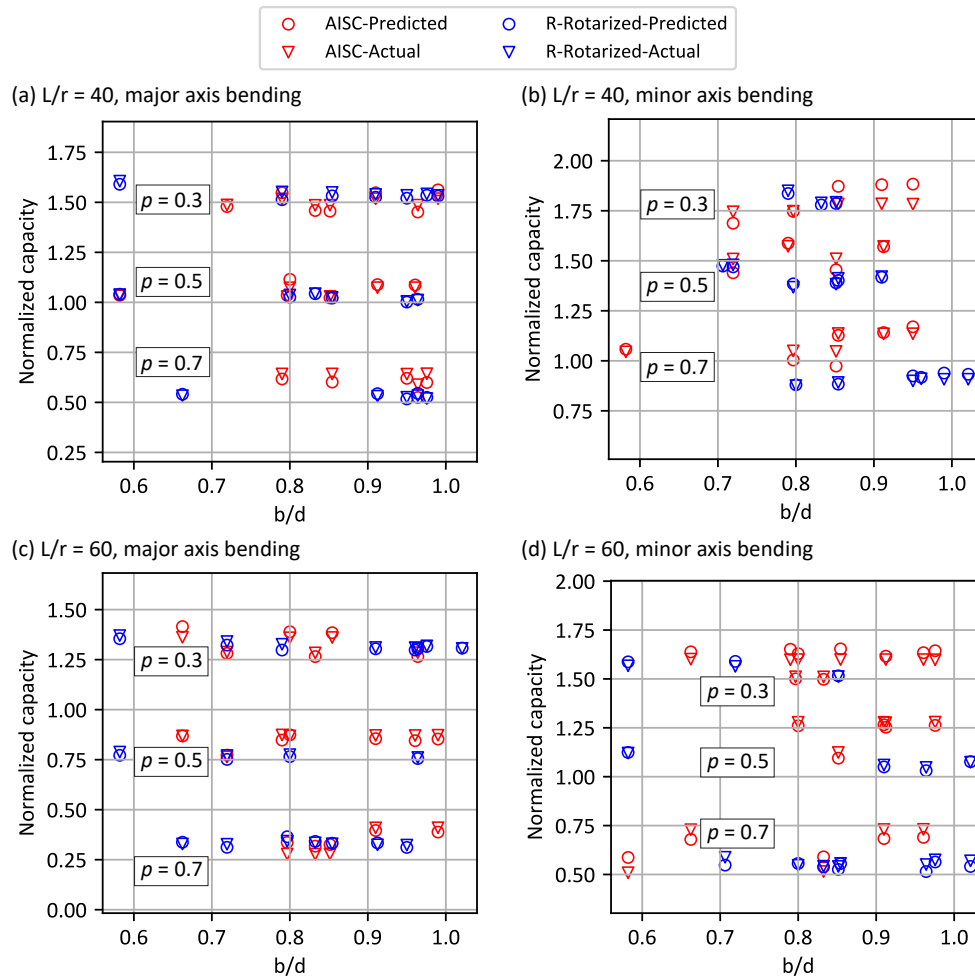 AISC-Predicted
R-Rotarized-Predicted
AISC-Actual
R-Rotarized-Actual
(a) L/r = 40, major axis bending
(b) L/r = 40, minor axis bending
Normalized capacity
1.75
1.50
1.25
1.00
0.75
0.50
0.25
p = 0.3
p = 0.5
p = 0.7
0.6 0.7 0.8 0.9 1.0
b/d
Normalized capacity
2.00
1.75
1.50
1.25
1.00
0.75
p = 0.3
p = 0.5
p = 0.7
0.6 0.7 0.8 0.9 1.0
b/d
(c) L/r = 60, major axis bending
(d) L/r = 60, minor axis bending
Normalized capacity
1.50
1.25
1.00
0.75
0.50
0.25
0.00
p = 0.3
p = 0.5
p = 0.7
0.6 0.7 0.8 0.9 1.0
b/d
Normalized capacity
2.00
1.75
1.50
1.25
1.00
0.75
0.50
p = 0.3
p = 0.5
p = 0.7
0.6 0.7 0.8 0.9 1.0
b/d